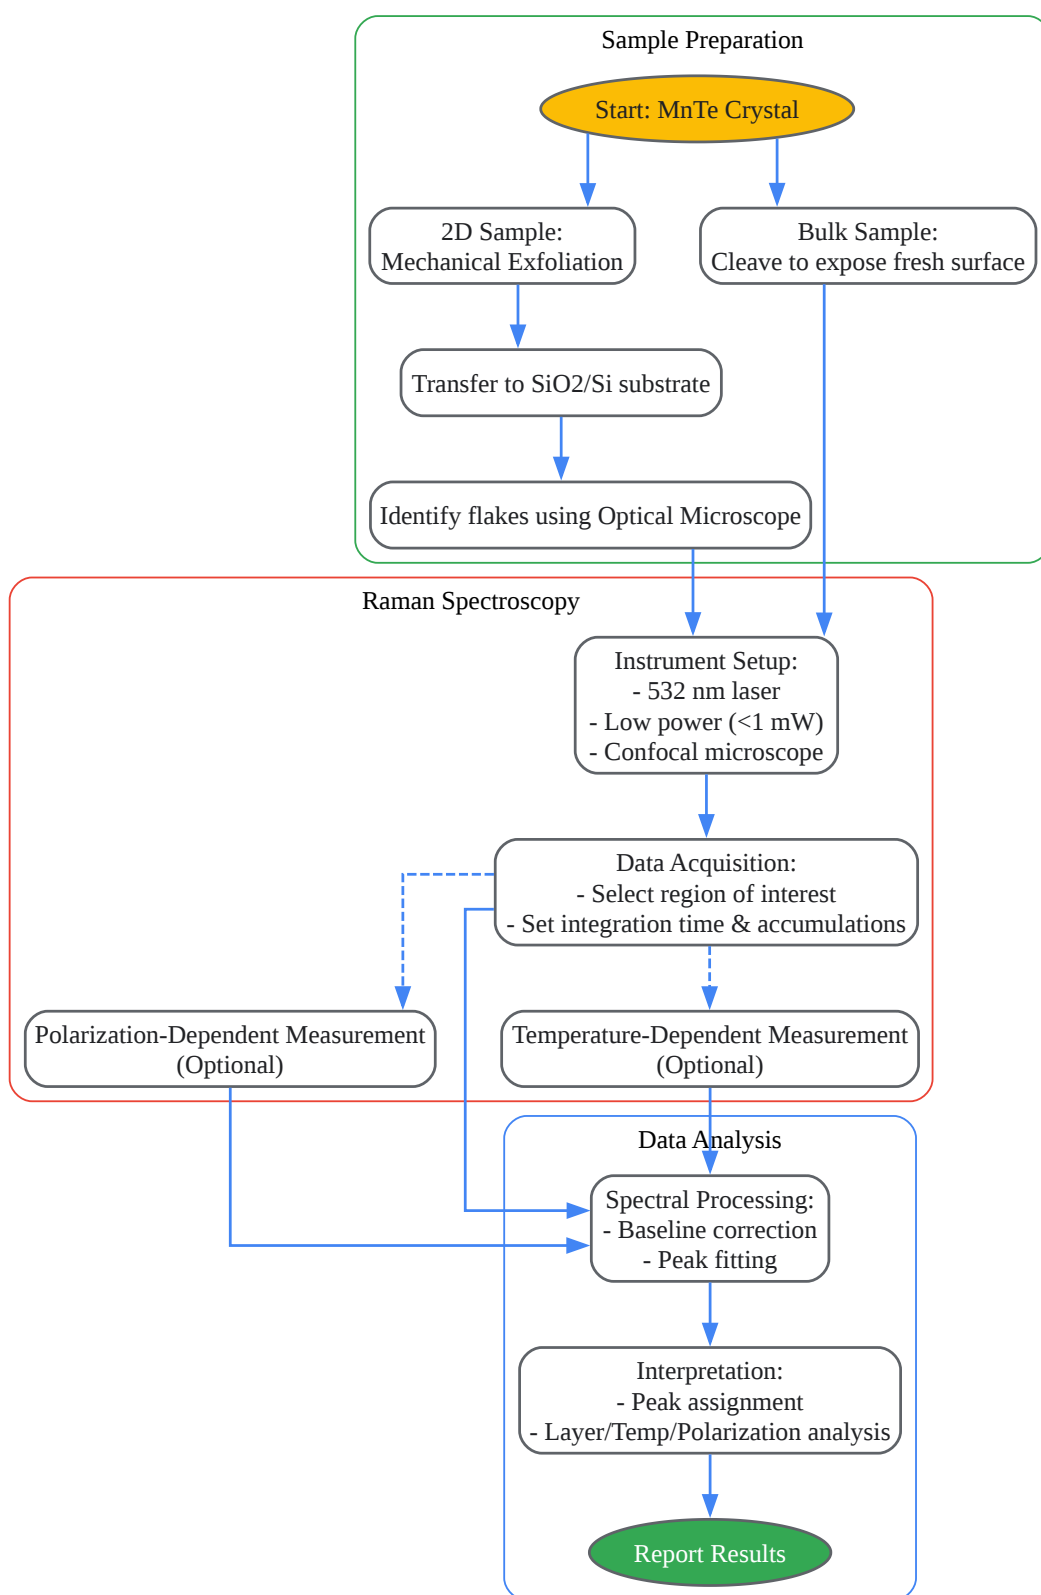 Sample Preparation
Start: MnTe Crystal
2D Sample:
Mechanical Exfoliation
Bulk Sample:
Cleave to expose fresh surface
Transfer to SiO2/Si substrate
Identify flakes using Optical Microscope
Raman Spectroscopy
Instrument Setup:
- 532 nm laser
- Low power (<1 mW)
- Confocal microscope
Data Acquisition:
- Select region of interest
- Set integration time & accumulations
Polarization-Dependent Measurement
(Optional)
Temperature-Dependent Measurement
(Optional)
Data Analysis
Spectral Processing:
- Baseline correction
- Peak fitting
Interpretation:
- Peak assignment
- Layer/Temp/Polarization analysis
Report Results